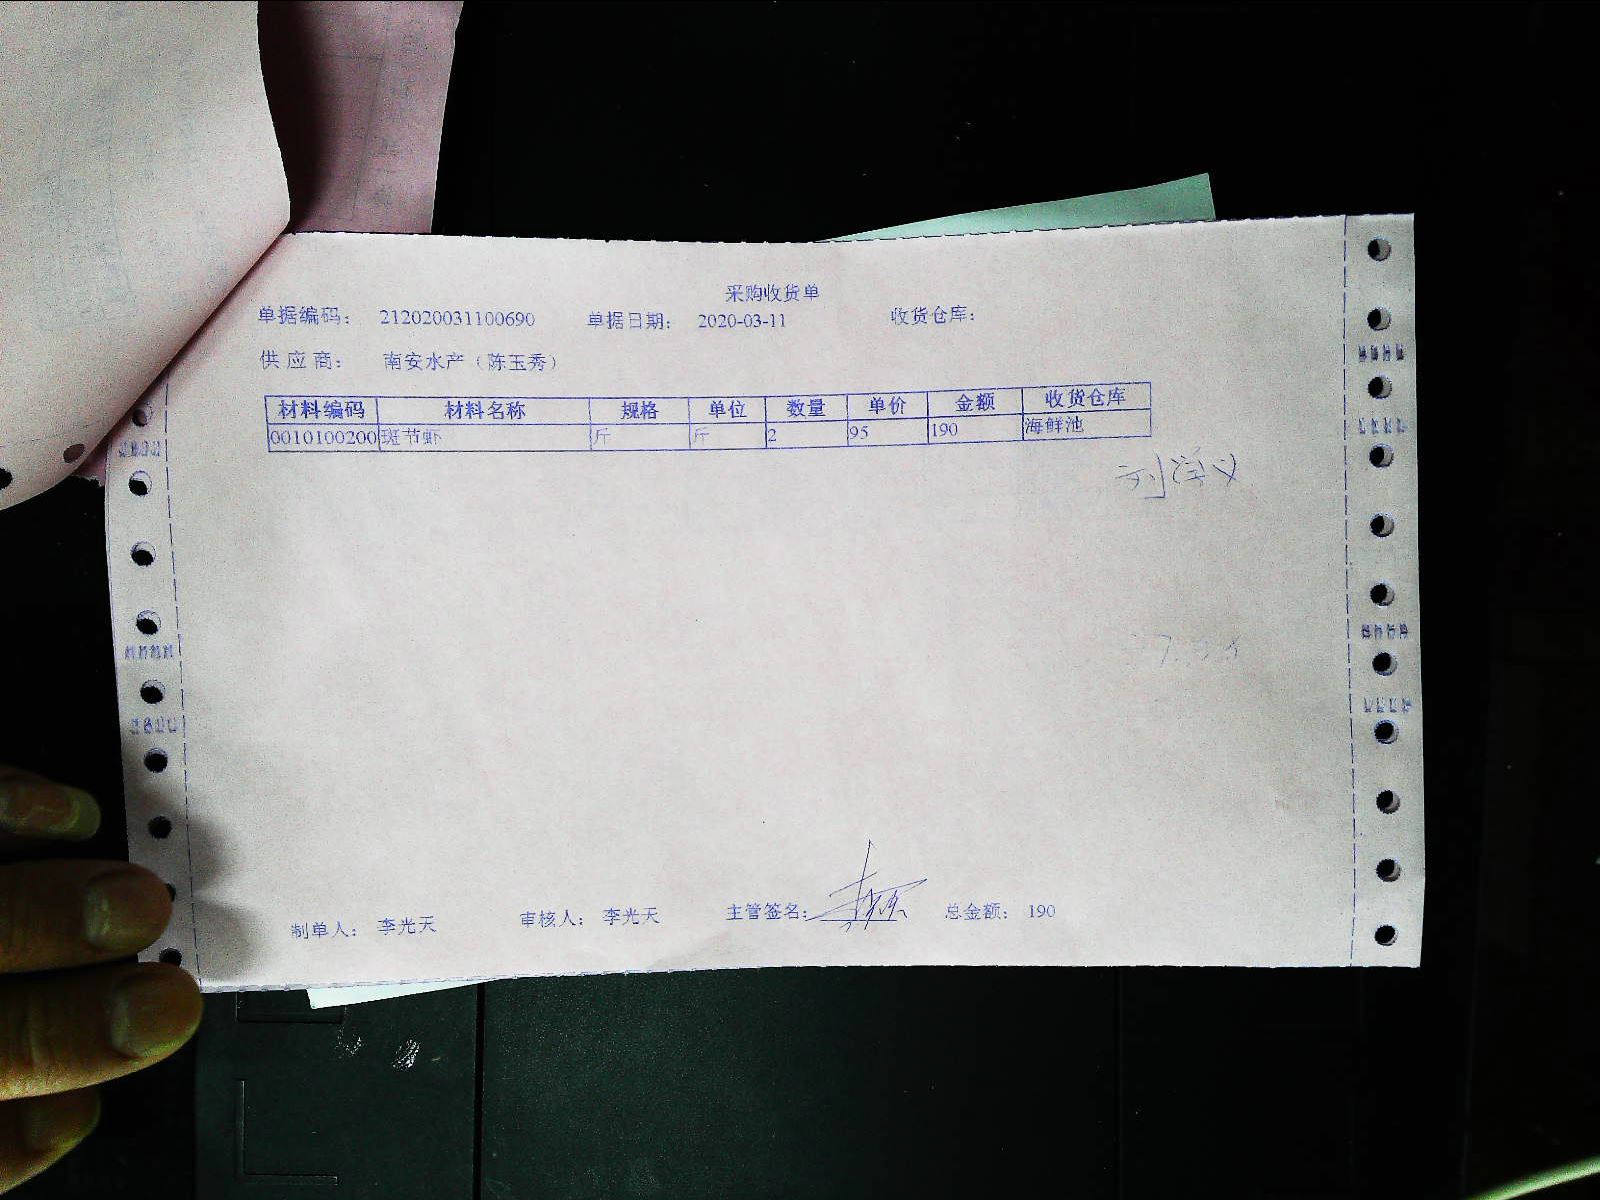 采购收货单
单据编码： 212020031100690 单据日期： 2020-03-11 收货仓库：
供应商： 南安水产（陈玉秀）
材料编码 材料名称 规格 单位 数量 单价 金额 收货仓库
0010100200 斑节虾 斤 斤 2 95 190 海鲜池
制单人： 李光天 审核人： 李光天 主管签名： 总金额： 190